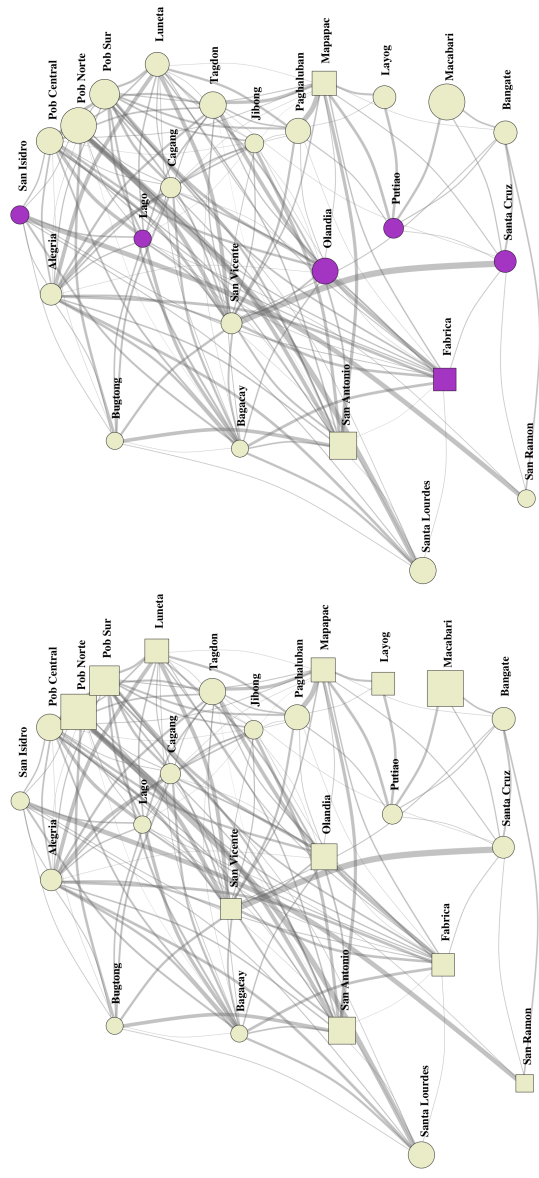 San Isidro
Pob Central
Pob Norte
Pob Sur
Luneta
Tagdon
Jibong
Paghaluban
Mapapac
Layog
Macabari
Bangate
Alegria
Lago
Cagang
San Vicente
Olandia
Putiao
Santa Cruz
Bugtong
Bagacay
San Antonio
Fabrica
Santa Lourdes
San Ramon
San Isidro
Pob Central
Pob Norte
Pob Sur
Luneta
Tagdon
Jibong
Paghaluban
Mapapac
Layog
Macabari
Bangate
Alegria
Lago
Cagang
San Vicente
Olandia
Putiao
Santa Cruz
Bugtong
Bagacay
San Antonio
Fabrica
Santa Lourdes
San Ramon